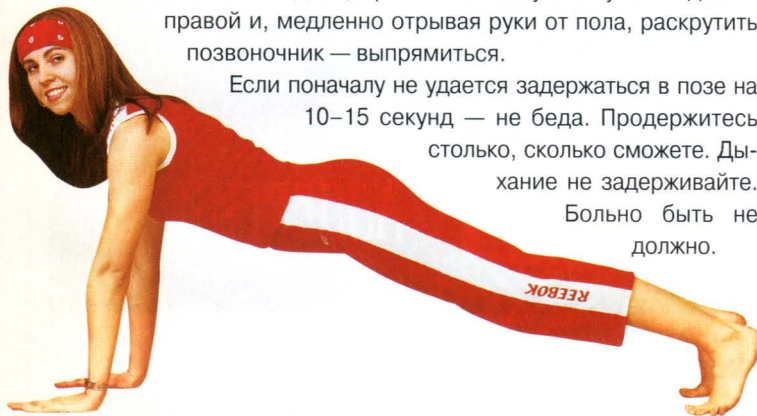 правой и, медленно отрывая руки от пола, раскрутить
позвоночник — выпрямиться.
Если поначалу не удается задержаться в позе на
10–15 секунд — не беда. Продержитесь
столько, сколько сможете. Ды-
хание не задерживайте.
Больно быть не
должно.
REEBOK